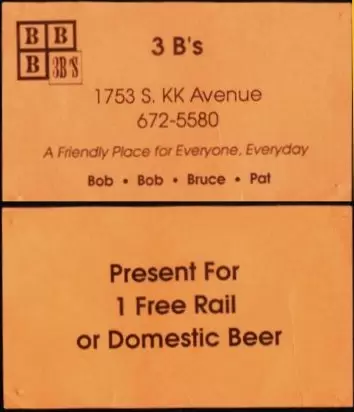 B B
B 3B'S
3 B's
1753 S. KK Avenue
672-5580
A Friendly Place for Everyone, Everyday
Bob • Bob • Bruce • Pat
Present For
1 Free Rail
or Domestic Beer